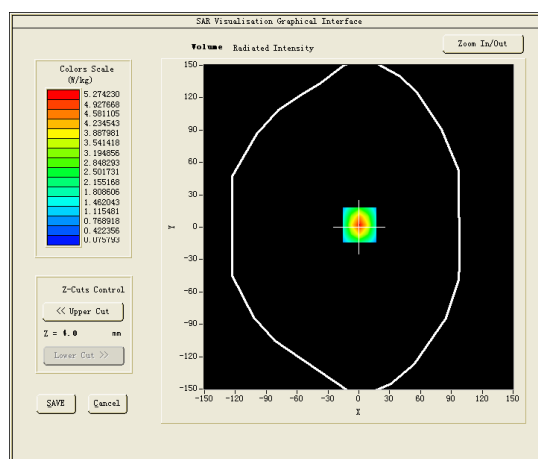 SAR Visualisation Graphical Interface
Volume Radiated Intensity
Zoom In/Out
Colors Scale
(W/kg)
5.274230
4.927668
4.581105
4.234543
3.887981
3.541418
3.194856
2.848293
2.501731
2.155168
1.808606
1.462043
1.115481
0.768918
0.422356
0.075793
150
120
90
60
30
0
-30
-60
-90
-120
-150
Y
-150 -120 -90 -60 -30 0 30 60 90 120 150
X
Z-Cuts Control
<< Upper Cut
Z = 4.0 mm
Lower Cut >>
SAVE Cancel